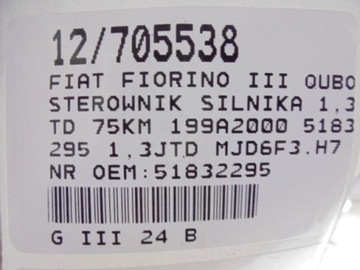 12/705538
FIAT FIORINO III QUBO
STEROWNIK SILNIKA 1,3
TD 75KM 199A2000 5183
295 1,3JTD MJD6F3.H7
NR OEM:51832295
G III 24 B